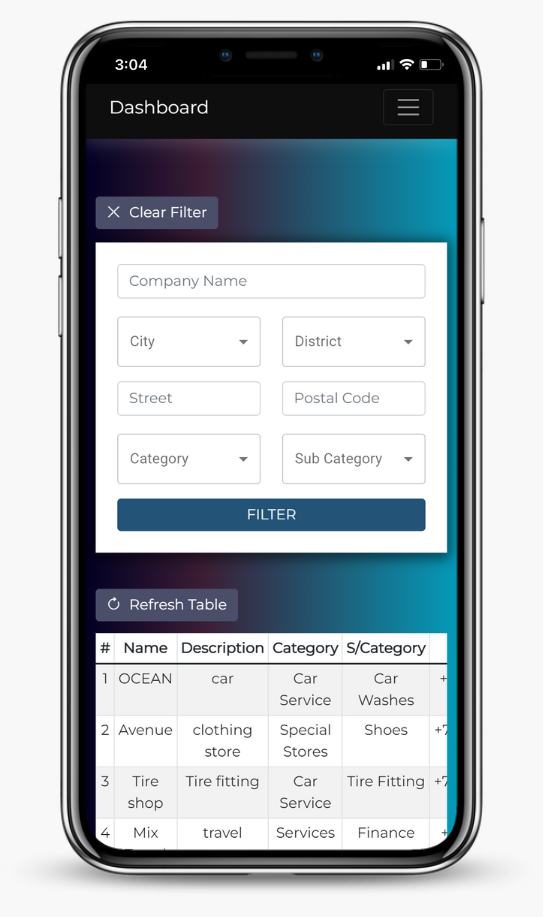 3:04
Dashboard
Clear Filter
Company Name
City District
Street Postal Code
Category Sub Category
FILTER
Refresh Table
# Name Description Category S/Category
1 OCEAN car Car Service Car Washes +
2 Avenue clothing store Special Stores Shoes +7
3 Tire shop Tire fitting Car Service Tire Fitting +7
4 Mix travel Services Finance +